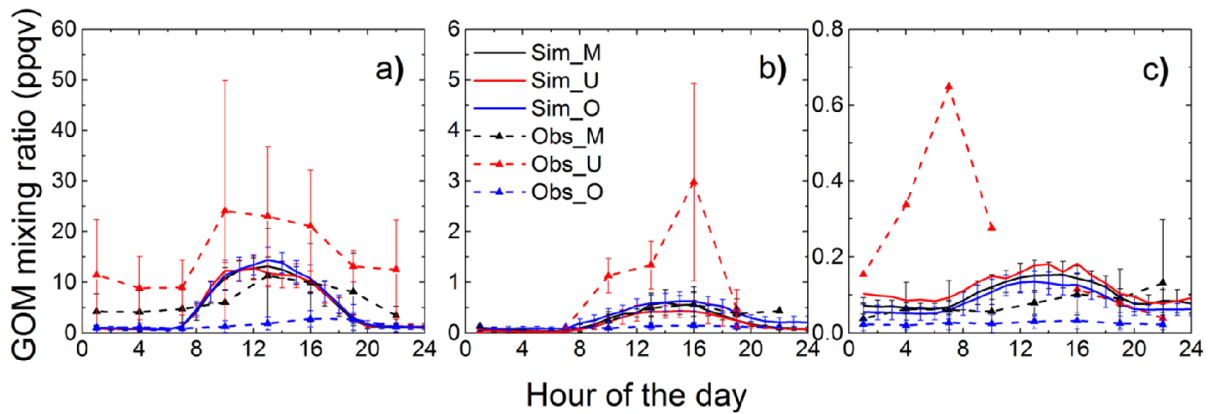 60
50
40
30
20
10
0
a)
0 4 8 12 16 20 24
6
5
4
3
2
1
0
Sim_M
Sim_U
Sim_O
Obs_M
Obs_U
Obs_O
b)
0 4 8 12 16 20 24
0.8
0.6
0.4
0.2
0.0
c)
0 4 8 12 16 20 24
GOM mixing ratio (ppqv)
Hour of the day